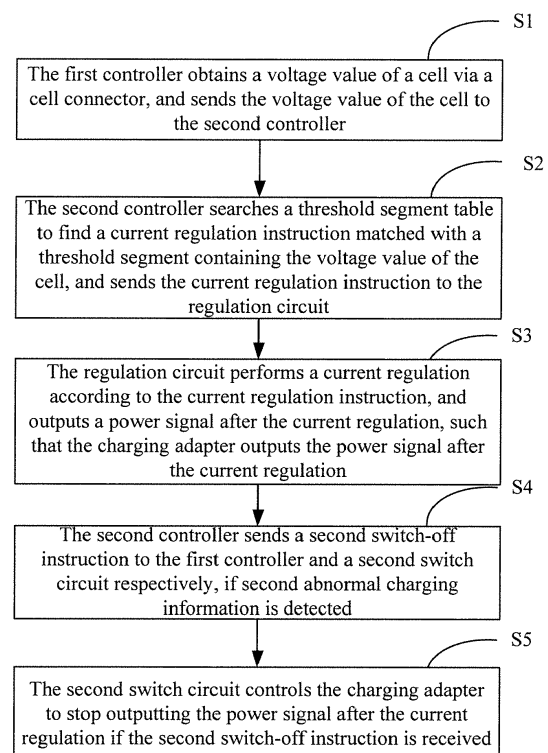 S1
The first controller obtains a voltage value of a cell via a
cell connector, and sends the voltage value of the cell to
the second controller
S2
The second controller searches a threshold segment table
to find a current regulation instruction matched with a
threshold segment containing the voltage value of the
cell, and sends the current regulation instruction to the
regulation circuit
S3
The regulation circuit performs a current regulation
according to the current regulation instruction, and
outputs a power signal after the current regulation, such
that the charging adapter outputs the power signal after
the current regulation
S4
The second controller sends a second switch-off
instruction to the first controller and a second switch
circuit respectively, if second abnormal charging
information is detected
S5
The second switch circuit controls the charging adapter
to stop outputting the power signal after the current
regulation if the second switch-off instruction is received